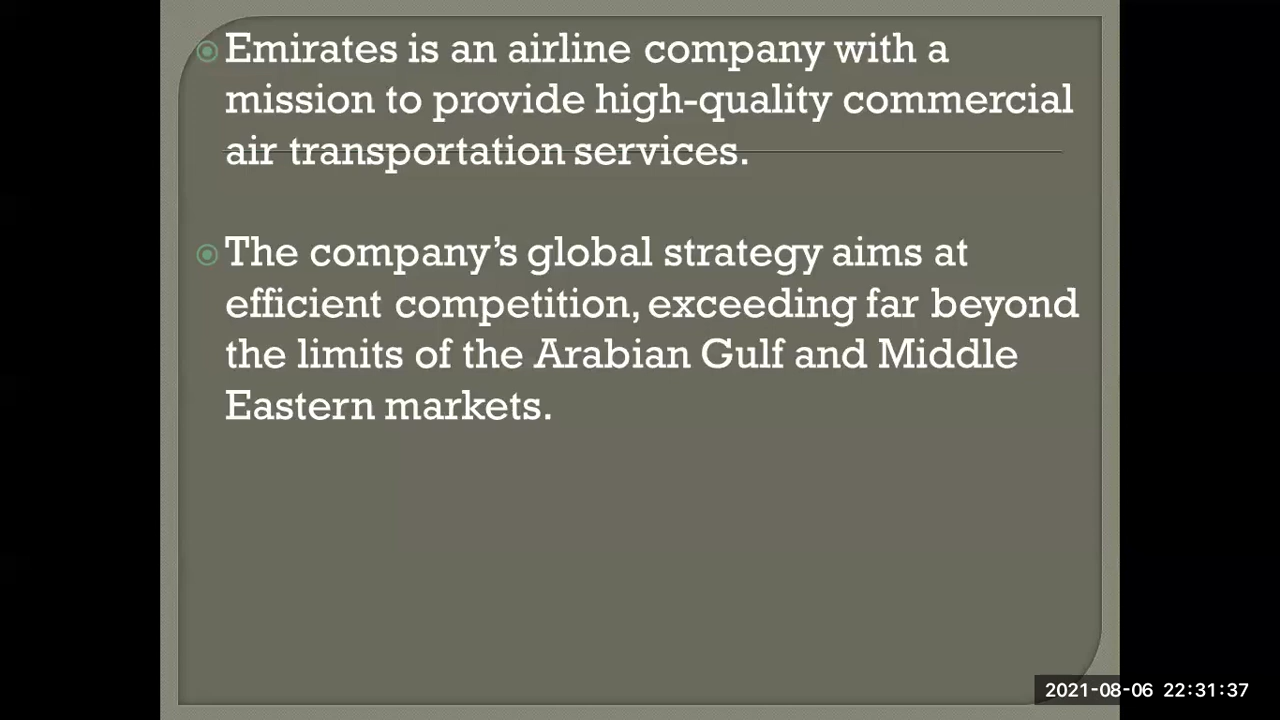 Emirates is an airline company with a
mission to provide high-quality commercial
air transportation services.
The company’s global strategy aims at
efficient competition, exceeding far beyond
the limits of the Arabian Gulf and Middle
Eastern markets.
2021-08-06 22:31:37